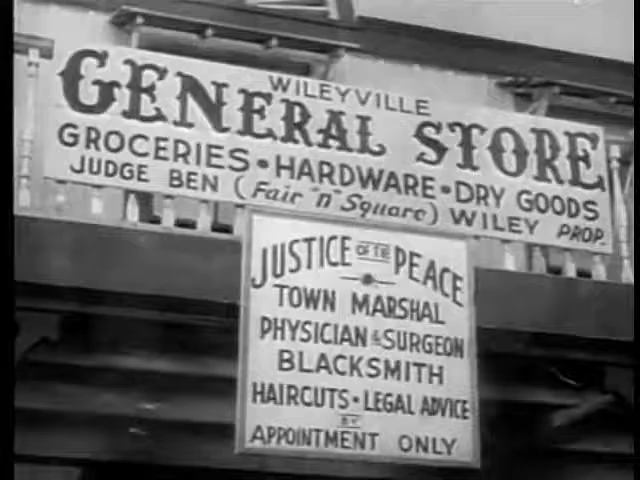 WILEYVILLE
GENERAL STORE
GROCERIES • HARDWARE • DRY GOODS
JUDGE BEN (Fair "n" Square) WILEY PROP.
JUSTICE OF THE PEACE
TOWN MARSHAL
PHYSICIAN & SURGEON
BLACKSMITH
HAIRCUTS • LEGAL ADVICE
BY
APPOINTMENT ONLY